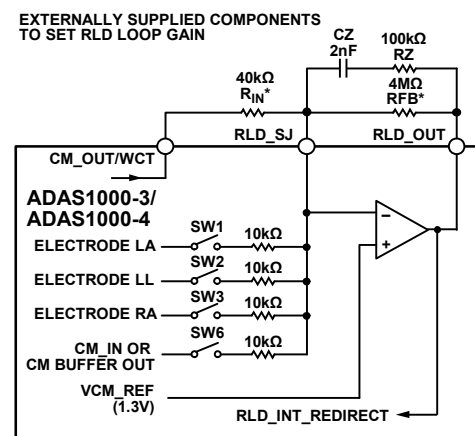 EXTERNALLY SUPPLIED COMPONENTS
TO SET RLD LOOP GAIN
CZ
2nF
100kΩ
RZ
40kΩ
RIN*
4MΩ
RFB*
RLD_SJ
RLD_OUT
CM_OUT/WCT
ADAS1000-3/
ADAS1000-4
SW1
10kΩ
ELECTRODE LA
SW2
10kΩ
ELECTRODE LL
SW3
10kΩ
ELECTRODE RA
SW6
10kΩ
CM_IN OR
CM BUFFER OUT
VCM_REF
(1.3V)
–
+
RLD_INT_REDIRECT